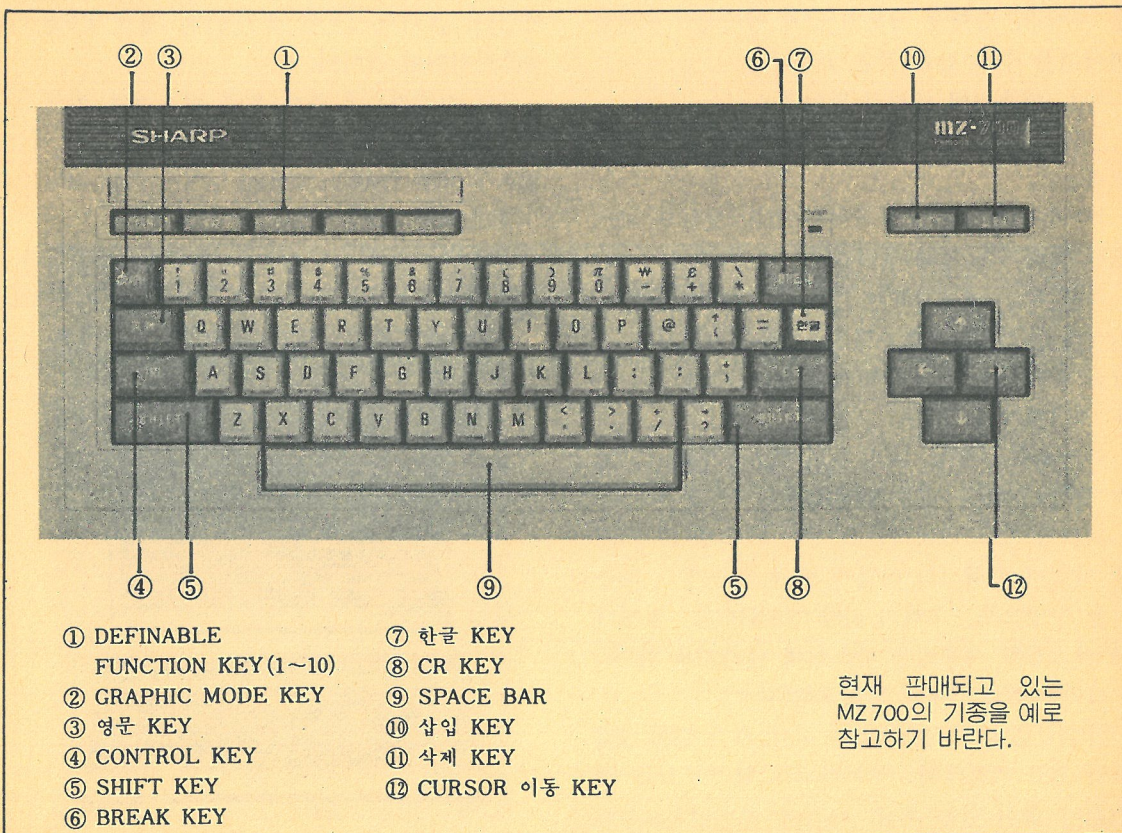 ② ③ ① ⑥ ⑦ ⑩ ⑪
SHARP
MZ-700
! " # $ % & ' ( ) π ₩ £ \
1 2 3 4 5 6 7 8 9 0 - + *
Q W E R T Y U I O P @ [ = 한글
A S D F G H J K L ; : ]
SHIFT Z X C V B N M < >
④ ⑤ ⑨ ⑤ ⑧ ⑫
① DEFINABLE
FUNCTION KEY(1~10)
② GRAPHIC MODE KEY
③ 영문 KEY
④ CONTROL KEY
⑤ SHIFT KEY
⑥ BREAK KEY
⑦ 한글 KEY
⑧ CR KEY
⑨ SPACE BAR
⑩ 삽입 KEY
⑪ 삭제 KEY
⑫ CURSOR 이동 KEY
현재 판매되고 있는
MZ 700의 기종을 예로
참고하기 바란다.